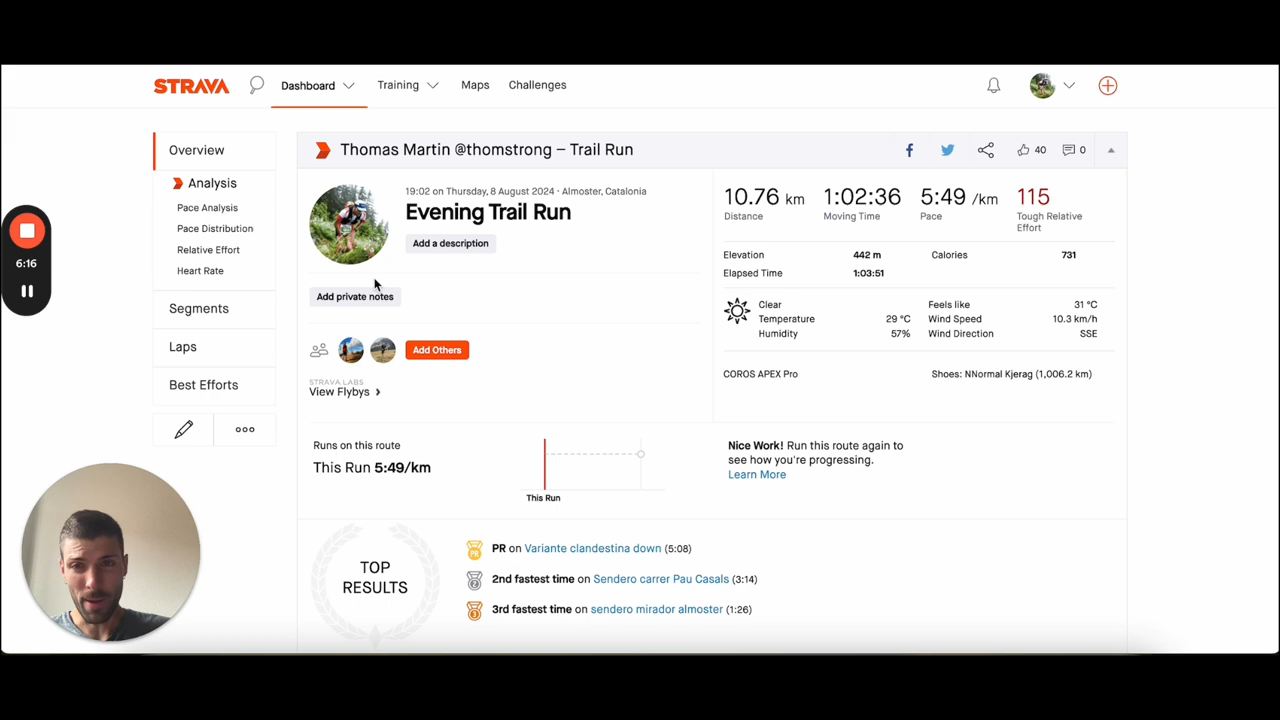 STRAVA Dashboard Training Maps Challenges
Overview
Analysis
Pace Analysis
Pace Distribution
Relative Effort
Heart Rate
Segments
Laps
Best Efforts
6:16
Thomas Martin @thomstrong – Trail Run
40 0
19:02 on Thursday, 8 August 2024 · Almoster, Catalonia
Evening Trail Run
Add a description
Add private notes
Add Others
STRAVA LABS
View Flybys
10.76 km 1:02:36 5:49 /km 115
Distance Moving Time Pace Tough Relative
Effort
Elevation 442 m Calories 731
Elapsed Time 1:03:51
Clear Feels like 31 °C
Temperature 29 °C Wind Speed 10.3 km/h
Humidity 57% Wind Direction SSE
COROS APEX Pro Shoes: NNormal Kjerag (1,006.2 km)
Runs on this route
This Run 5:49/km
This Run
Nice Work! Run this route again to
see how you're progressing.
Learn More
TOP
RESULTS
PR PR on Variante clandestina down (5:08)
2 2nd fastest time on Sendero carrer Pau Casals (3:14)
3 3rd fastest time on sendero mirador almoster (1:26)